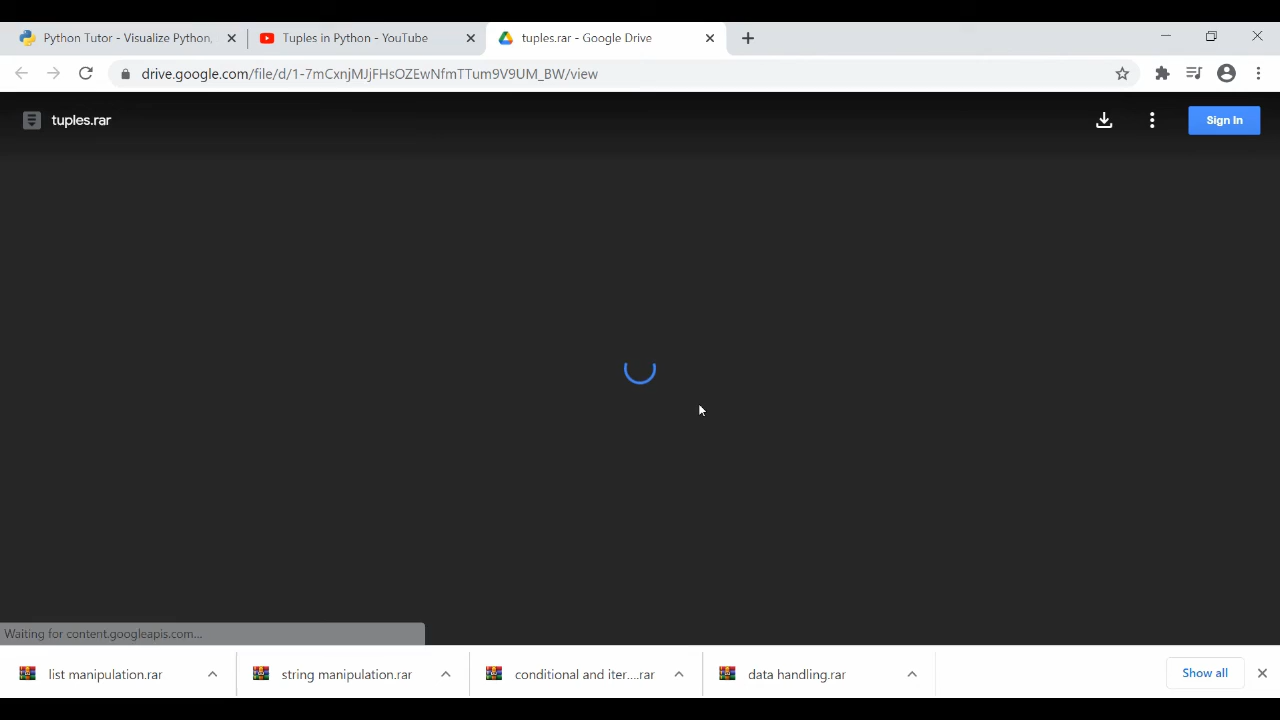 Python Tutor - Visualize Python,
Tuples in Python - YouTube
tuples.rar - Google Drive
drive.google.com/file/d/1-7mCxnjMJjFHsOZEwNfmTTum9V9UM_BW/view
tuples.rar
Sign In
Waiting for content.googleapis.com...
list manipulation.rar
string manipulation.rar
conditional and iter....rar
data handling.rar
Show all